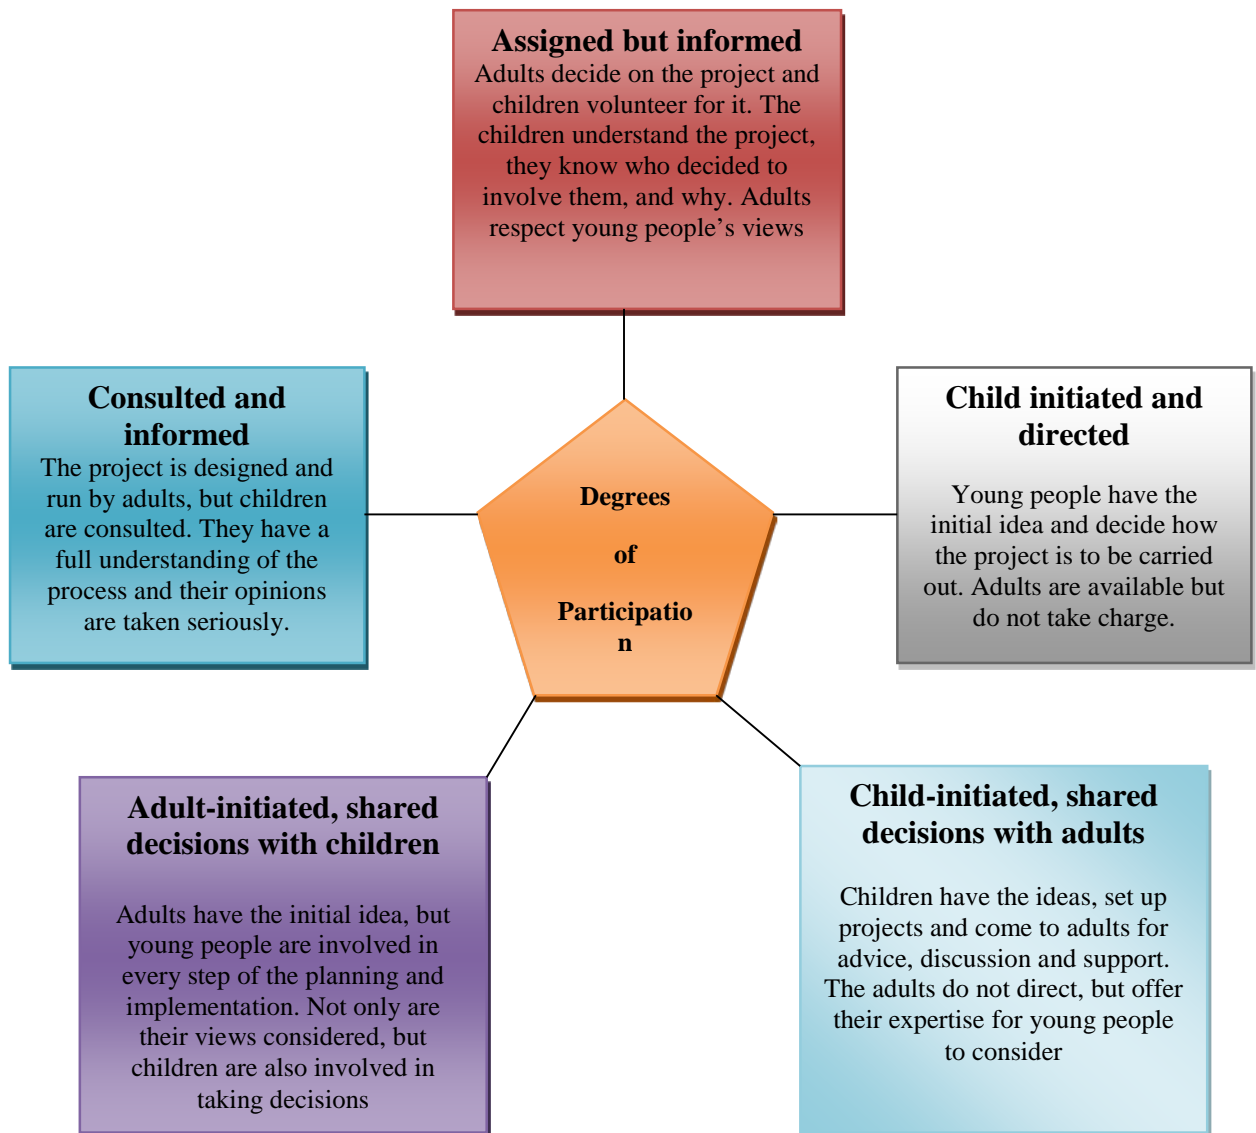 Assigned but informed
Adults decide on the project and
children volunteer for it. The
children understand the project,
they know who decided to
involve them, and why. Adults
respect young people’s views
Consulted and
informed
The project is designed and
run by adults, but children
are consulted. They have a
full understanding of the
process and their opinions
are taken seriously.
Degrees
of
Participatio
n
Child initiated and
directed
Young people have the
initial idea and decide how
the project is to be carried
out. Adults are available but
do not take charge.
Adult-initiated, shared
decisions with children
Adults have the initial idea, but
young people are involved in
every step of the planning and
implementation. Not only are
their views considered, but
children are also involved in
taking decisions
Child-initiated, shared
decisions with adults
Children have the ideas, set up
projects and come to adults for
advice, discussion and support.
The adults do not direct, but offer
their expertise for young people
to consider